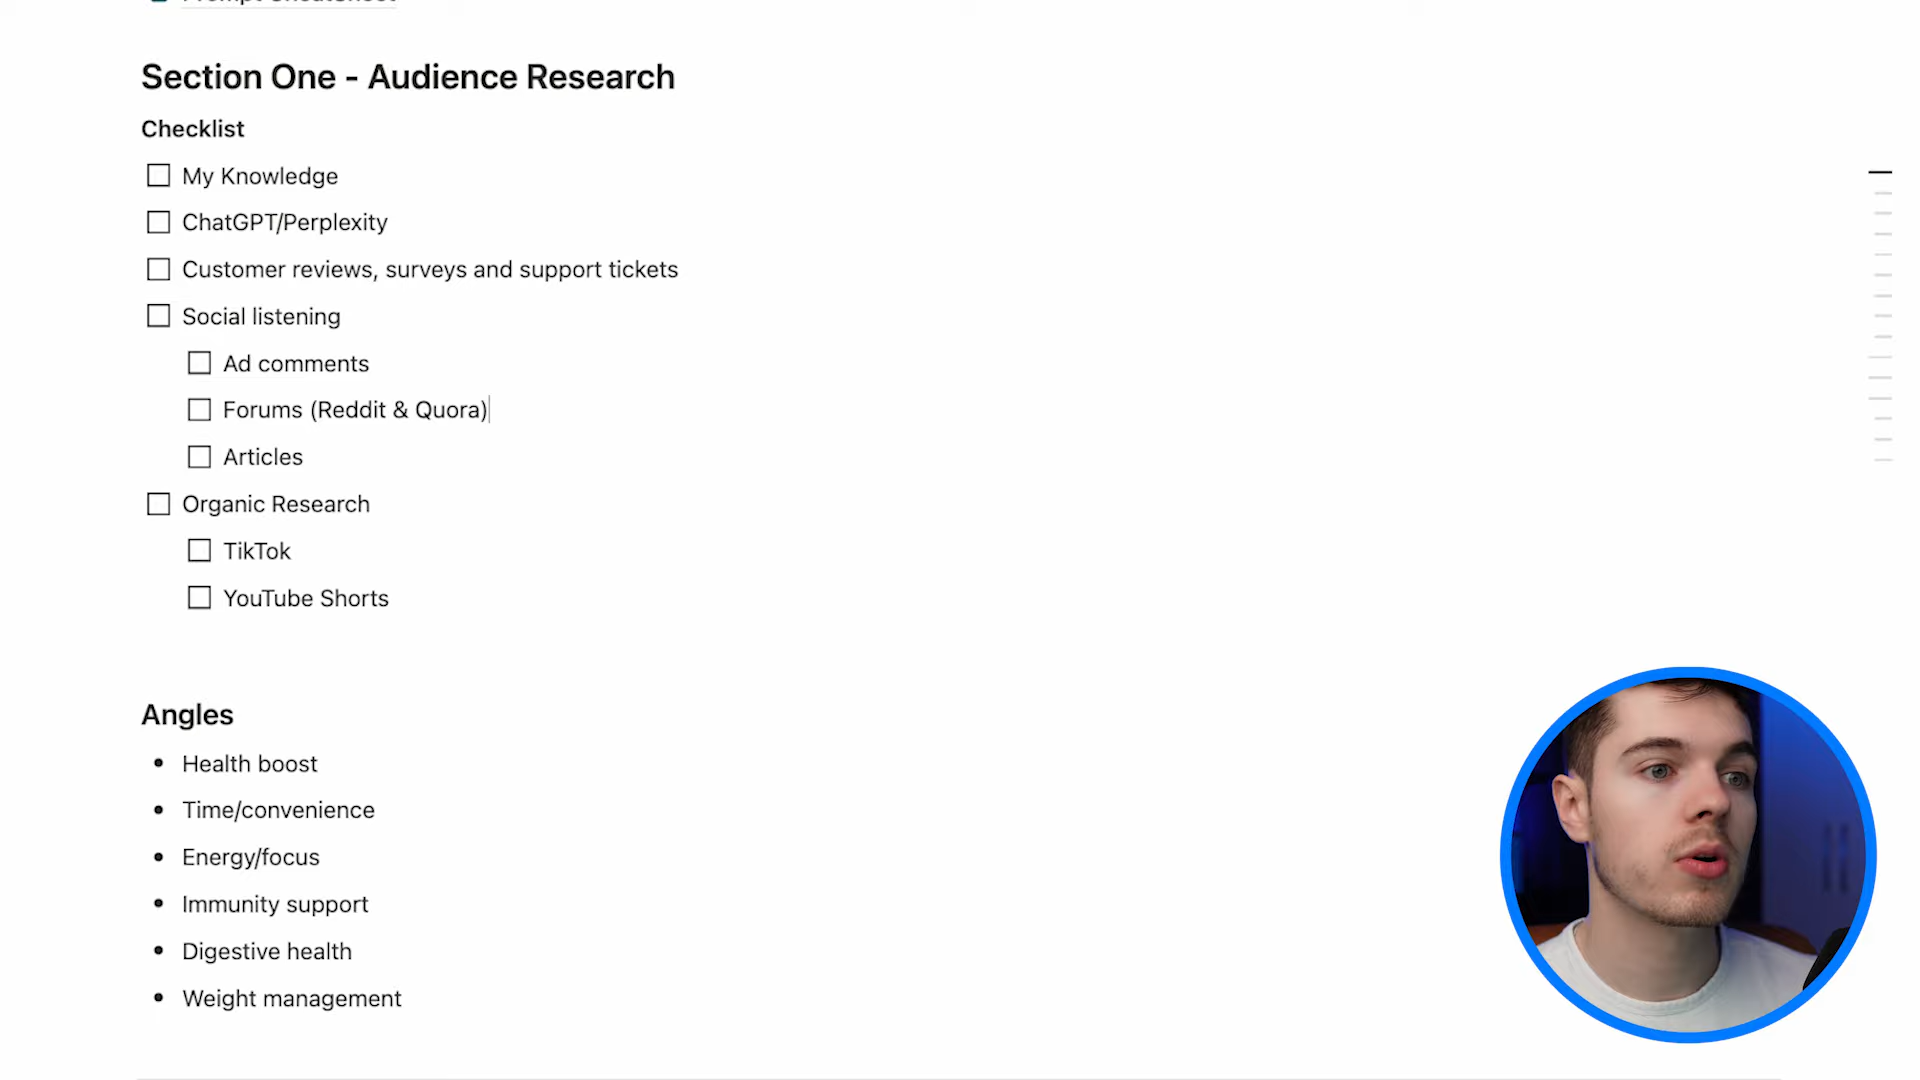 Prompt Cheatsheet
Section One - Audience Research
Checklist
My Knowledge
ChatGPT/Perplexity
Customer reviews, surveys and support tickets
Social listening
Ad comments
Forums (Reddit & Quora)
Articles
Organic Research
TikTok
YouTube Shorts
Angles
Health boost
Time/convenience
Energy/focus
Immunity support
Digestive health
Weight management